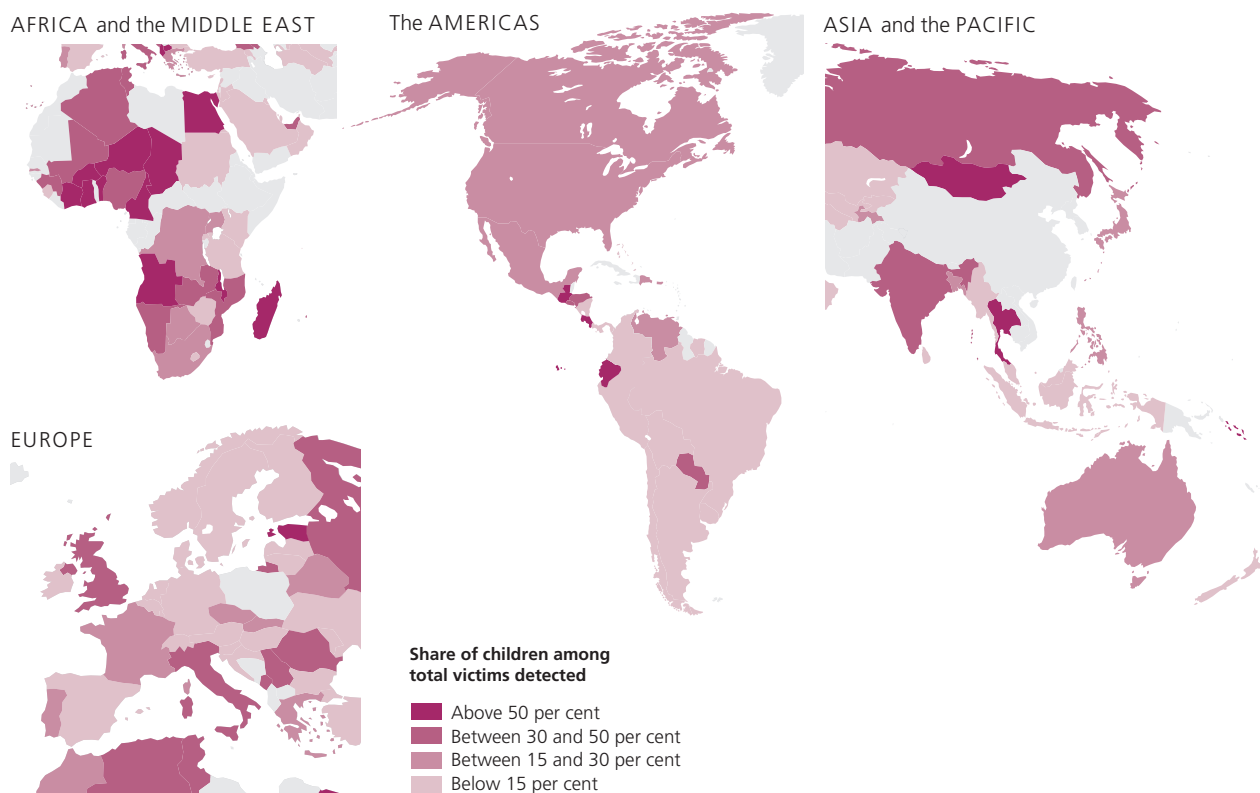 AFRICA and the MIDDLE EAST
The AMERICAS
ASIA and the PACIFIC
EUROPE
Share of children among
total victims detected
Above 50 per cent
Between 30 and 50 per cent
Between 15 and 30 per cent
Below 15 per cent